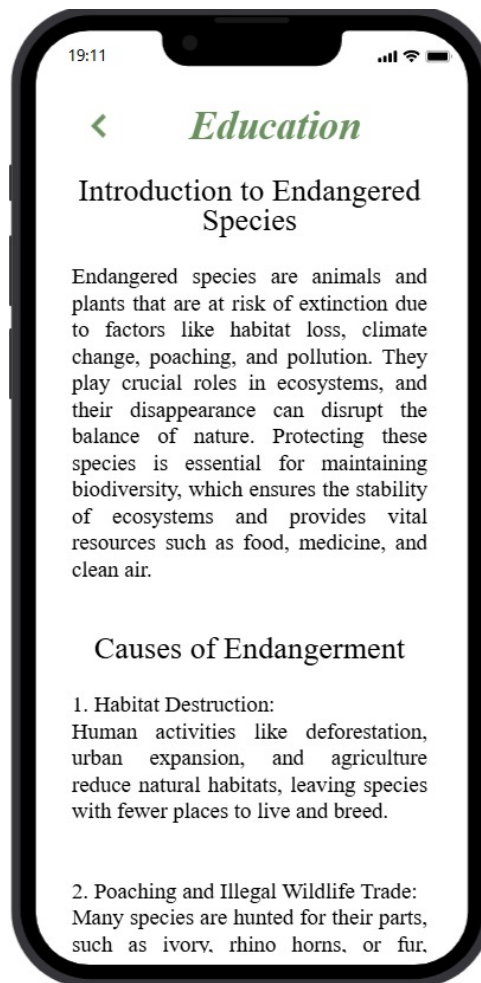 19:11
Education
Introduction to Endangered
Species
Endangered species are animals and
plants that are at risk of extinction due
to factors like habitat loss, climate
change, poaching, and pollution. They
play crucial roles in ecosystems, and
their disappearance can disrupt the
balance of nature. Protecting these
species is essential for maintaining
biodiversity, which ensures the stability
of ecosystems and provides vital
resources such as food, medicine, and
clean air.
Causes of Endangerment
1. Habitat Destruction:
Human activities like deforestation,
urban expansion, and agriculture
reduce natural habitats, leaving species
with fewer places to live and breed.
2. Poaching and Illegal Wildlife Trade:
Many species are hunted for their parts,
such as ivory, rhino horns, or fur,